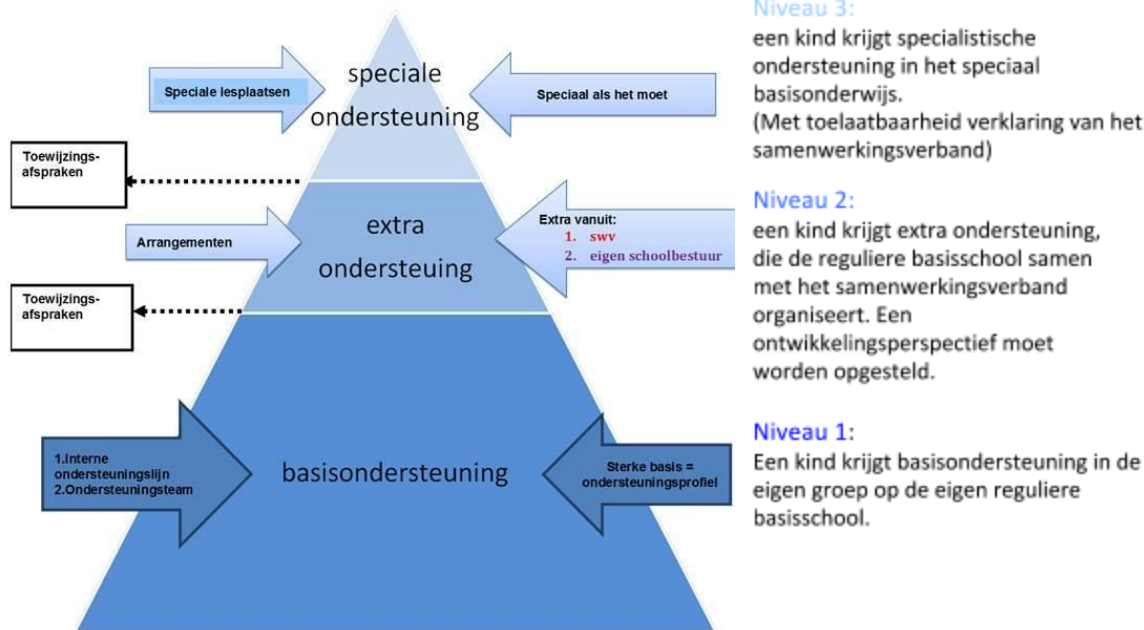 speciale
ondersteuning
Speciale lesplaatsen
Speciaal als het moet
Toewijzings-
afspraken
extra
ondersteuing
Arrangementen
Extra vanuit:
1. swv
2. eigen schoolbestuur
Toewijzings-
afspraken
basisondersteuning
1.Interne
ondersteuningslijn
2.Ondersteuningsteam
Sterke basis =
ondersteuningsprofiel
Niveau 3:
een kind krijgt specialistische
ondersteuning in het speciaal
basisonderwijs.
(Met toelaatbaarheid verklaring van het
samenwerkingsverband)
Niveau 2:
een kind krijgt extra ondersteuning,
die de reguliere basisschool samen
met het samenwerkingsverband
organiseert. Een
ontwikkelingsperspectief moet
worden opgesteld.
Niveau 1:
Een kind krijgt basisondersteuning in de
eigen groep op de eigen reguliere
basisschool.